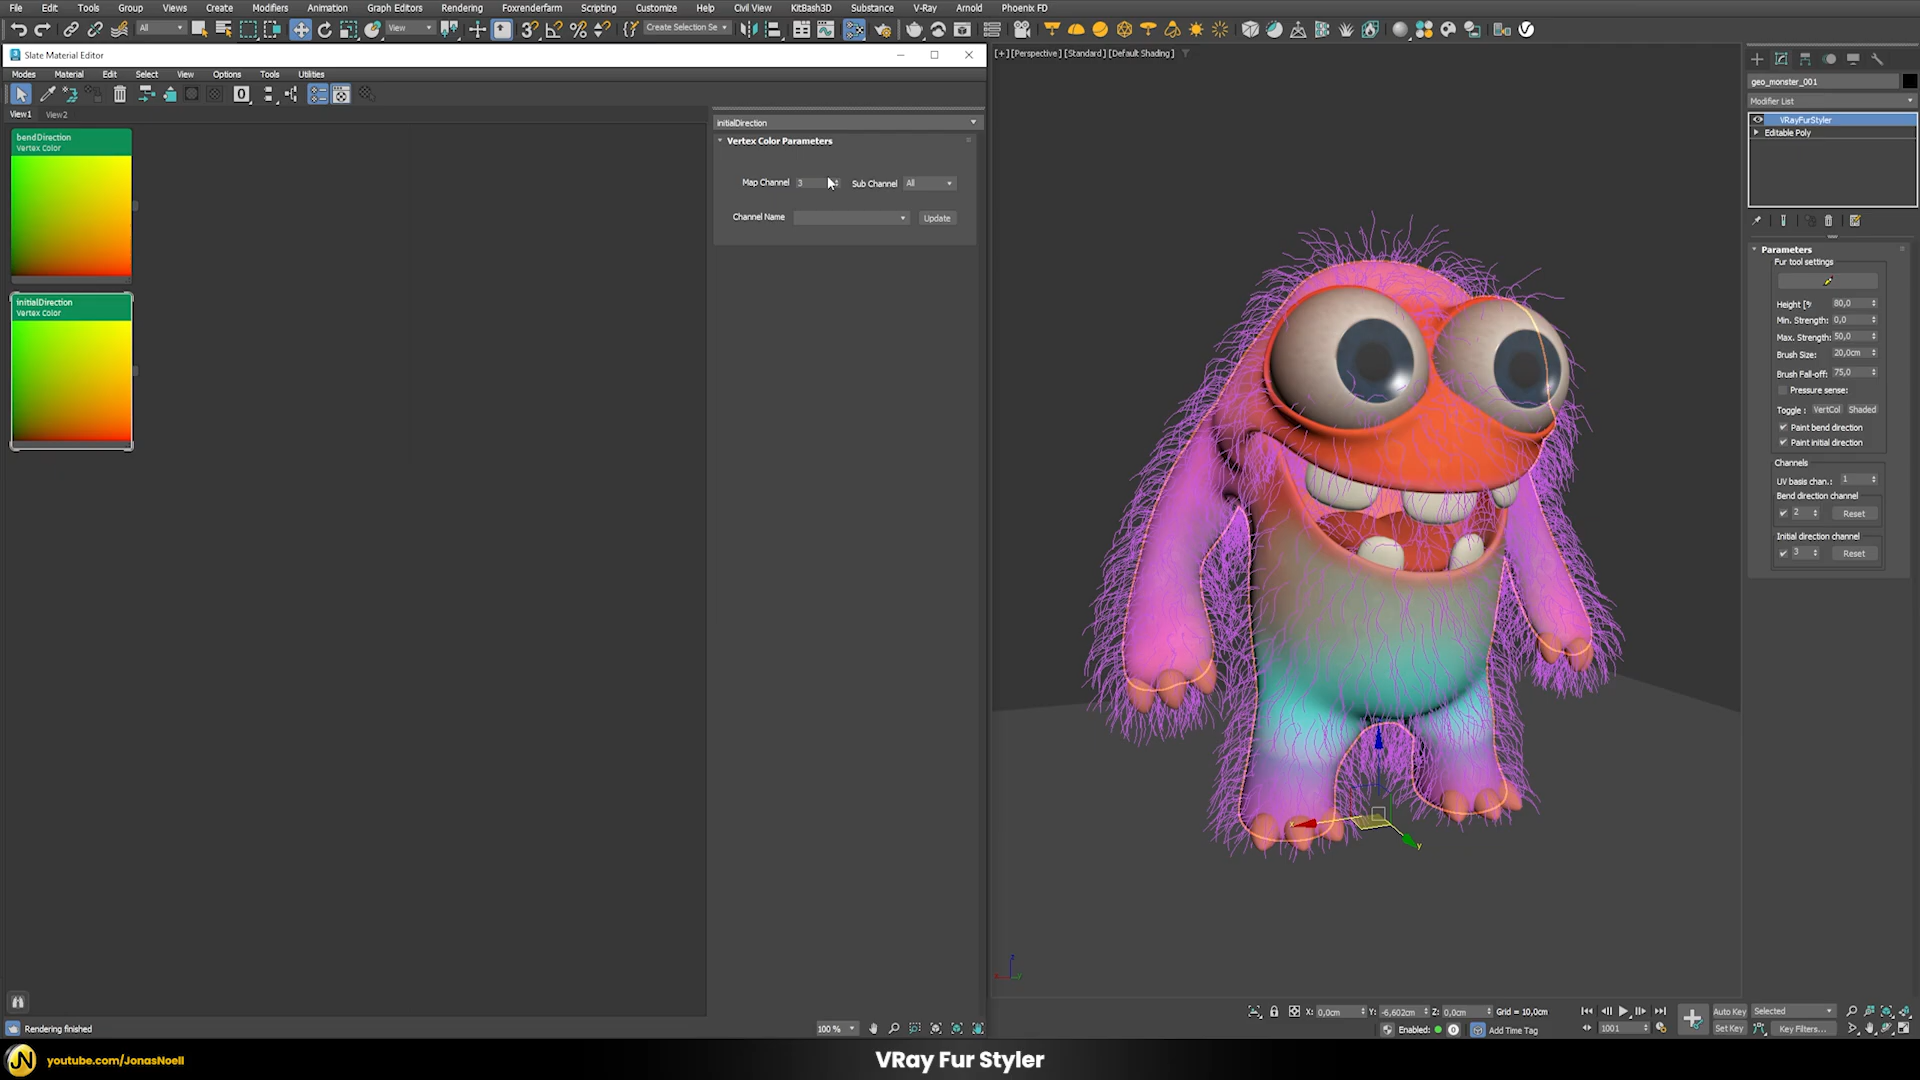 File Edit Tools Group Views Create Modifiers Animation Graph Editors Rendering Foxrenderfarm Scripting Customize Help Civil View KitBash3D Substance V-Ray Arnold Phoenix FD
All View Create Selection Se
Slate Material Editor
Modes Material Edit Select View Options Tools Utilities
View1 View2
bendDirection
Vertex Color
initialDirection
Vertex Color
initialDirection
Vertex Color Parameters
Map Channel 3 Sub Channel All
Channel Name Update
Rendering finished
100 %
[+] [Perspective] [Standard] [Default Shading]
geo_monster_001
Modifier List
VRayFurStyler
Editable Poly
Parameters
Fur tool settings
Height [% 80,0
Min. Strength: 0,0
Max. Strength: 50,0
Brush Size: 20,0cm
Brush Fall-off: 75,0
Pressure sense:
Toggle : VertCol Shaded
Paint bend direction
Paint initial direction
Channels
UV basis chan.: 1
Bend direction channel
2 Reset
Initial direction channel
3 Reset
x y z
X: 0,0cm Y: -6,602cm Z: 0,0cm Grid = 10,0cm
Enabled: Add Time Tag
1001
Auto Key Selected
Set Key Key Filters...
JN youtube.com/JonasNoell
VRay Fur Styler